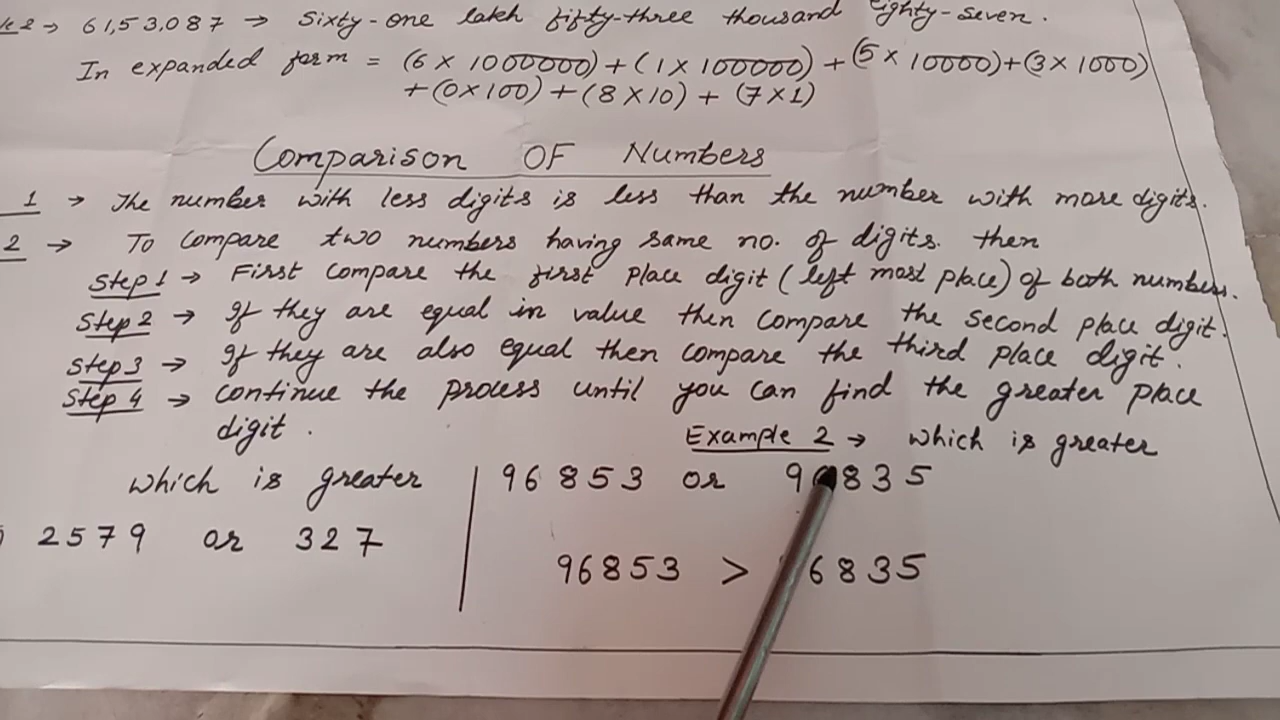 61,53,087 → Sixty-one lakh fifty-three thousand eighty-seven.
In expanded form = (6 × 1000000) + (1 × 100000) + (5 × 10000) + (3 × 1000)
+ (0×100) + (8 × 10) + (7 × 1)
Comparison OF Numbers
1 → The number with less digits is less than the number with more digits.
2 → To Compare two numbers having same no. of digits. then
Step 1 → First Compare the first place digit (left most place) of both numbers.
Step 2 → If they are equal in value then compare the second place digit.
Step 3 → If they are also equal then compare the third place digit.
Step 4 → continue the process until you can find the greater place
digit.
Example 2 → which is greater
which is greater
96853 or 96835
2579 or 327
96853 > 6835